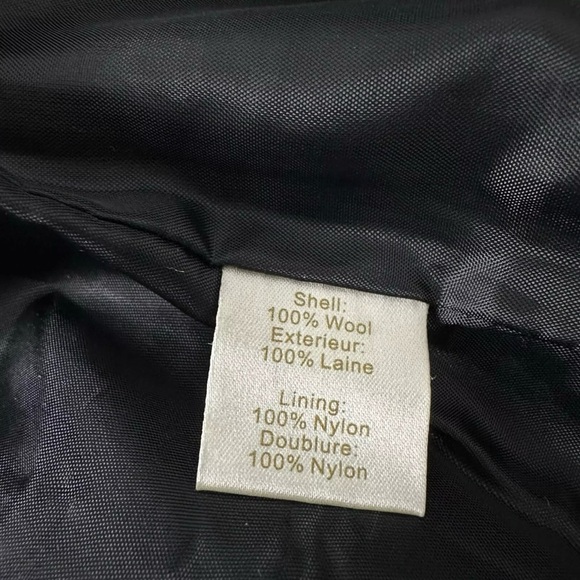 Shell:
100% Wool
Exterieur:
100% Laine
Lining:
100% Nylon
Doublure:
100% Nylon